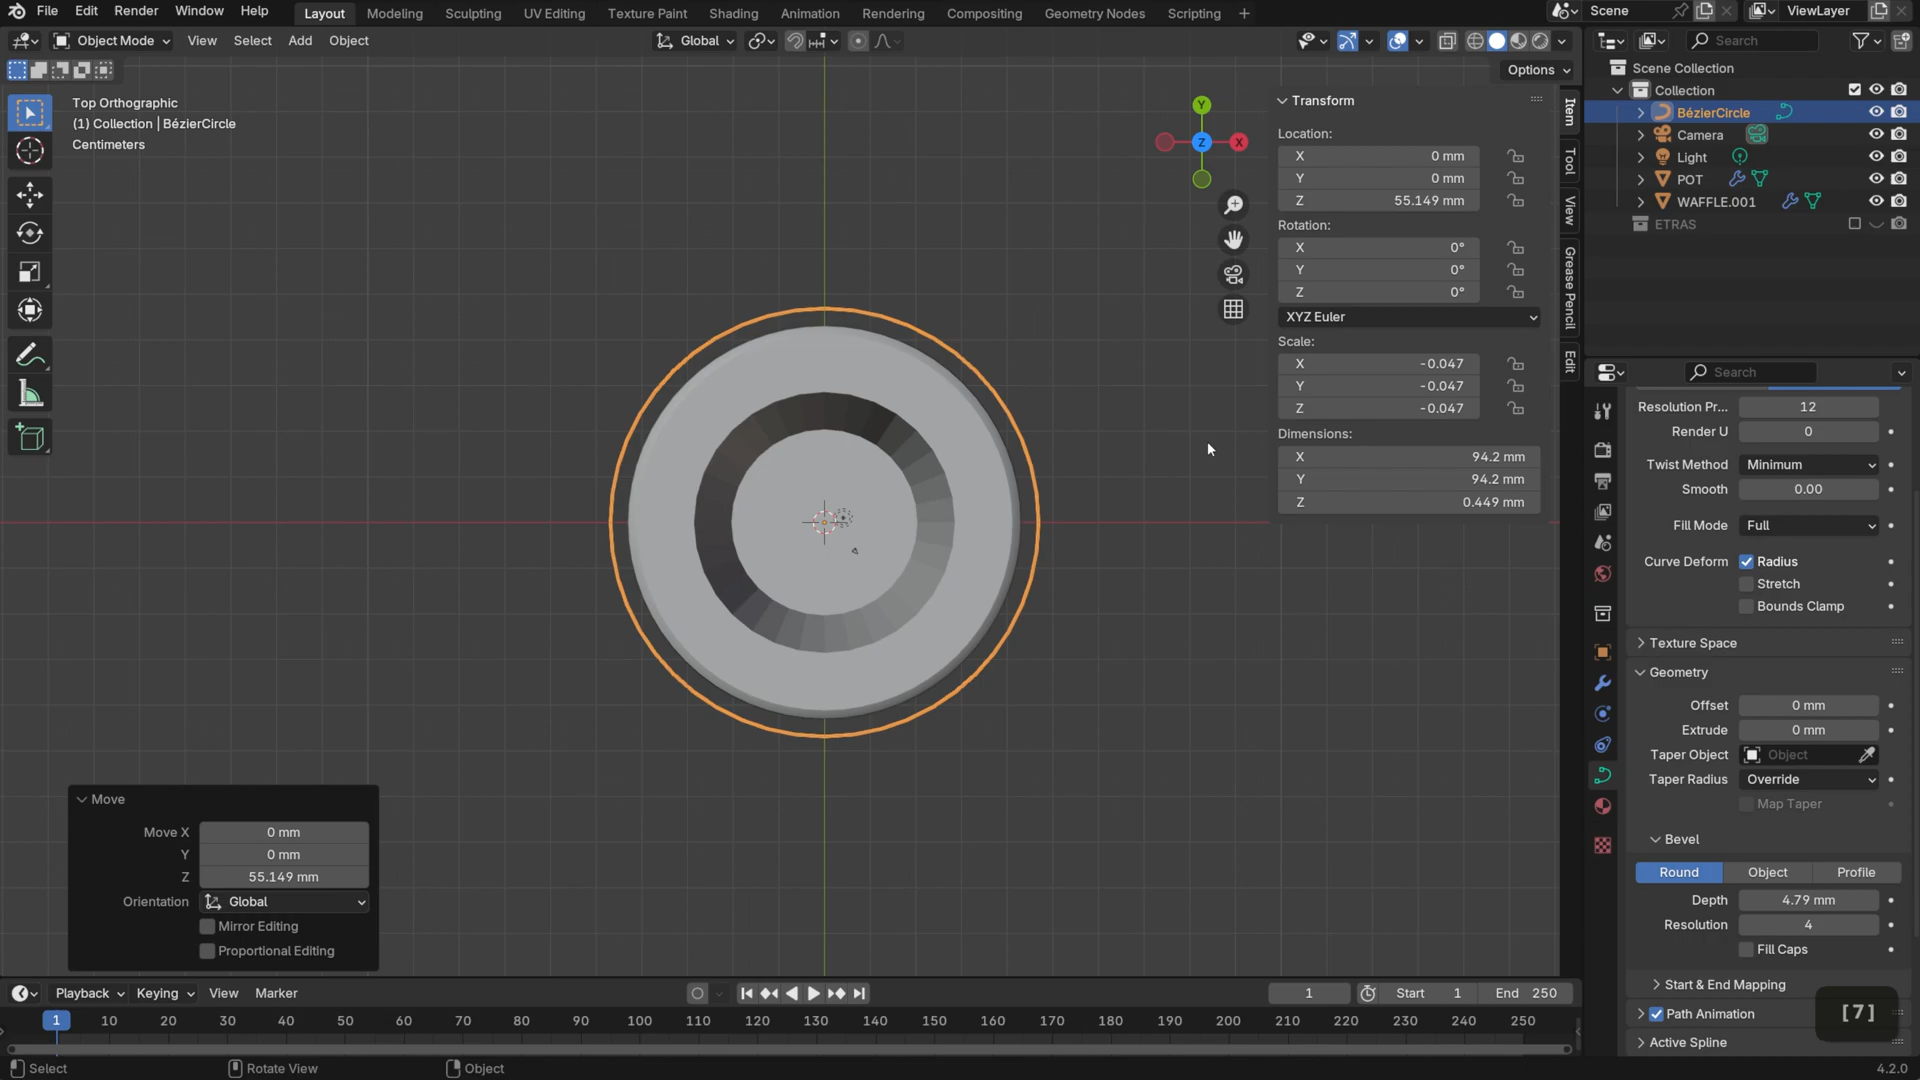 File Edit Render Window Help Layout Modeling Sculpting UV Editing Texture Paint Shading Animation Rendering Compositing Geometry Nodes Scripting + Scene ViewLayer
Object Mode View Select Add Object Global Search
Options
Top Orthographic
(1) Collection | BézierCircle
Centimeters
Y
Z
X
Transform
Location:
X 0 mm
Y 0 mm
Z 55.149 mm
Rotation:
X 0°
Y 0°
Z 0°
XYZ Euler
Scale:
X -0.047
Y -0.047
Z -0.047
Dimensions:
X 94.2 mm
Y 94.2 mm
Z 0.449 mm
Item
Tool
View
Grease Pencil
Edit
Scene Collection
Collection
BézierCircle
Camera
Light
POT
WAFFLE.001
ETRAS
Search
Resolution Pr... 12
Render U 0
Twist Method Minimum
Smooth 0.00
Fill Mode Full
Curve Deform Radius
Stretch
Bounds Clamp
Texture Space
Geometry
Offset 0 mm
Extrude 0 mm
Taper Object Object
Taper Radius Override
Map Taper
Bevel
Round Object Profile
Depth 4.79 mm
Resolution 4
Fill Caps
Start & End Mapping
Path Animation
Active Spline
[7]
Move
Move X 0 mm
Y 0 mm
Z 55.149 mm
Orientation Global
Mirror Editing
Proportional Editing
Playback Keying View Marker 1 Start 1 End 250
1 10 20 30 40 50 60 70 80 90 100 110 120 130 140 150 160 170 180 190 200 210 220 230 240 250
Select Rotate View Object 4.2.0